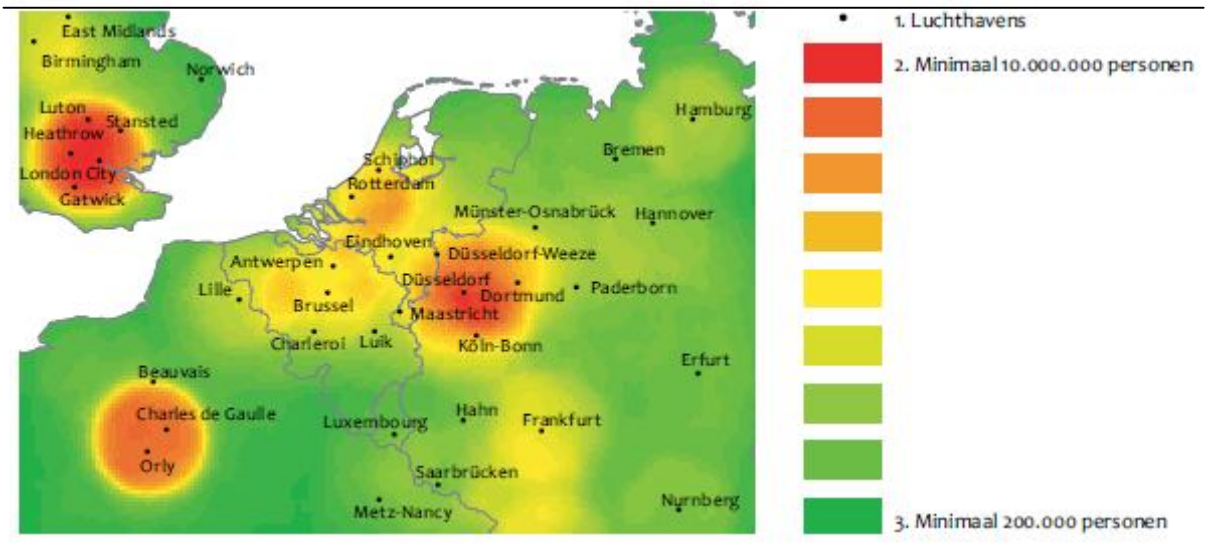 East Midlands
Birmingham
Norwich
Luton
Stansted
Heathrow
London City
Gatwick
Hamburg
Bremen
Schiphol
Rotterdam
Münster-Osnabrück
Hannover
Eindhoven
Antwerpen
Düsseldorf-Weeze
Lille
Brussel
Düsseldorf
Dortmund
Paderborn
Maastricht
Charleroi
Luik
Köln-Bonn
Beauvais
Erfurt
Charles de Gaulle
Orly
Luxembourg
Hahn
Frankfurt
Saarbrücken
Metz-Nancy
Nurnberg
1. Luchthavens
2. Minimaal 10.000.000 personen
3. Minimaal 200.000 personen